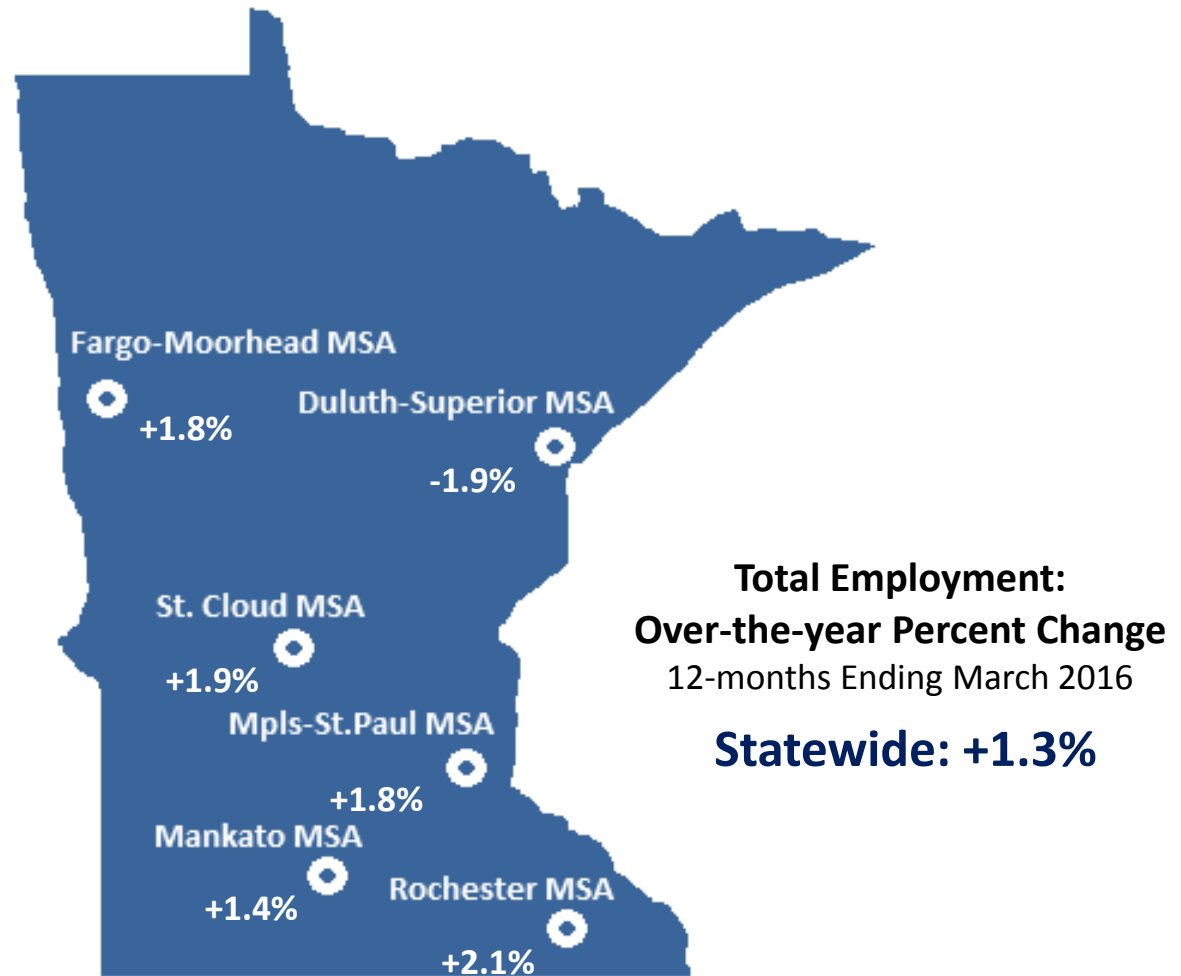 Fargo-Moorhead MSA
+1.8%
Duluth-Superior MSA
-1.9%
St. Cloud MSA
+1.9%
Mpls-St.Paul MSA
+1.8%
Mankato MSA
+1.4%
Rochester MSA
+2.1%
Total Employment:
Over-the-year Percent Change
12-months Ending March 2016
Statewide: +1.3%